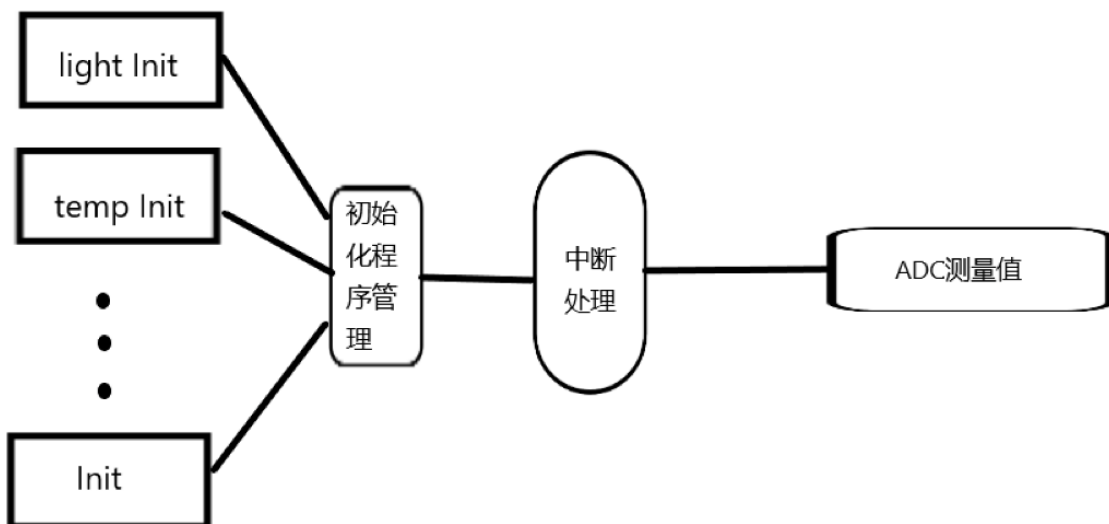 light Init
temp Init
Init
初始
化程
序管
理
中断
处理
ADC测量值